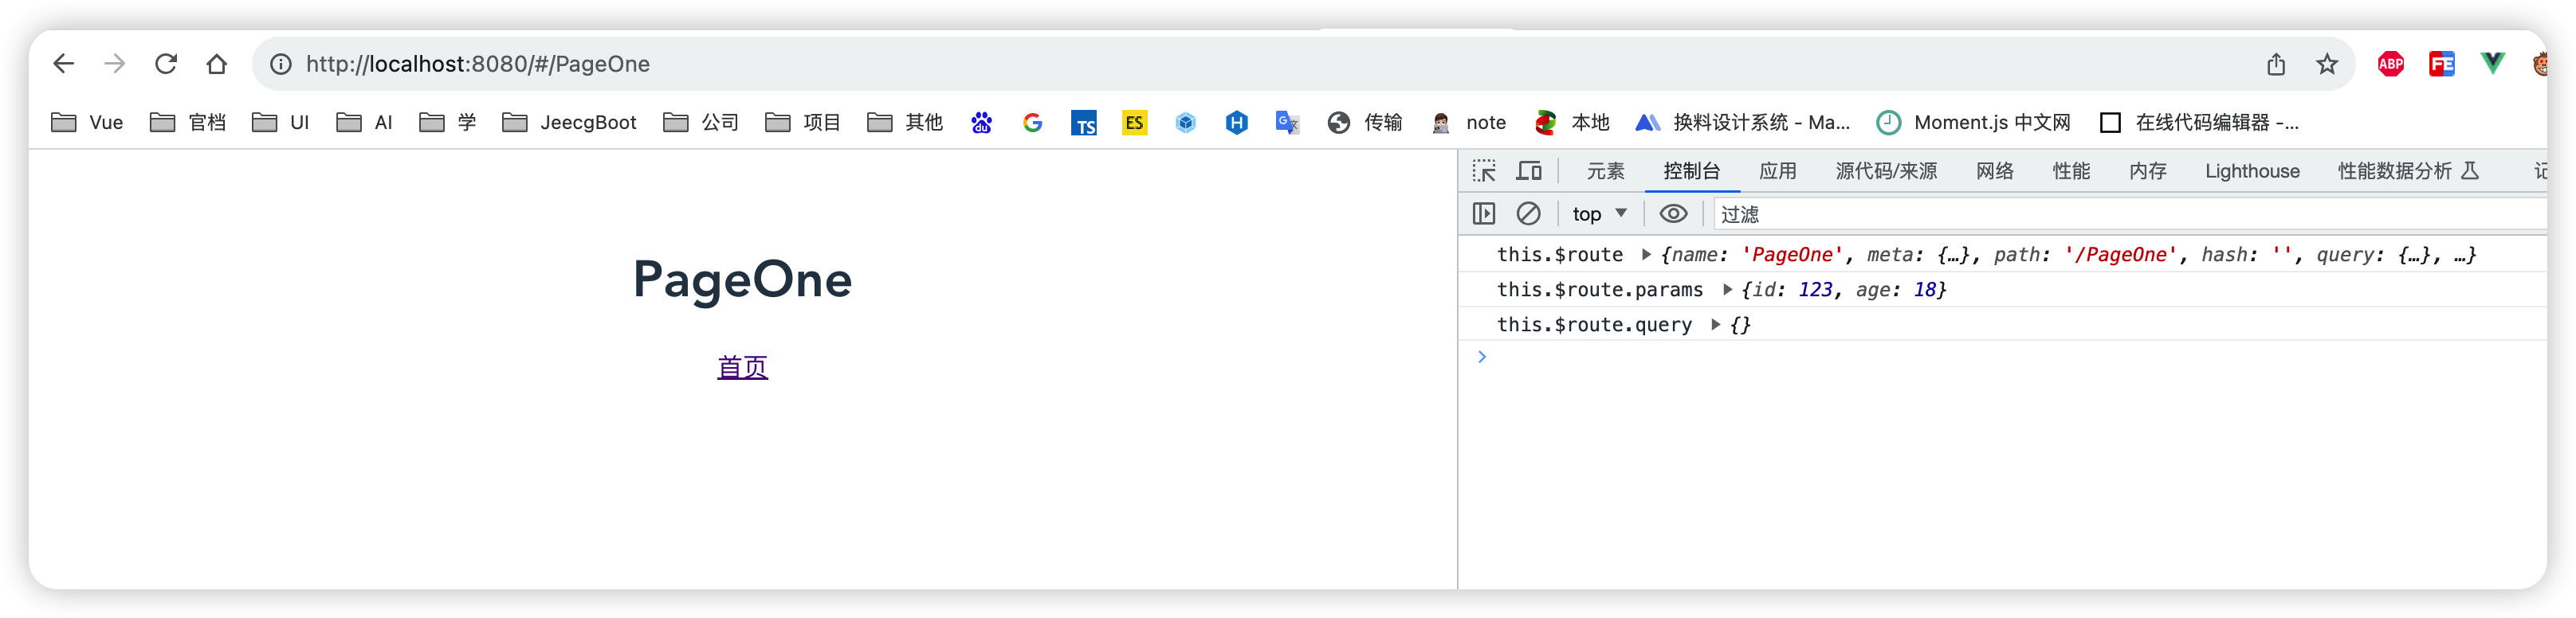 http://localhost:8080/#/PageOne
ABP FE
Vue 官档 UI AI 学 JeecgBoot 公司 项目 其他 du G TS ES H G 文 传输 note 本地 换料设计系统 - Ma... Moment.js 中文网 在线代码编辑器 -...
元素 控制台 应用 源代码/来源 网络 性能 内存 Lighthouse 性能数据分析
top 过滤
PageOne
首页
this.$route {name: 'PageOne', meta: {…}, path: '/PageOne', hash: '', query: {…}, …}
this.$route.params {id: 123, age: 18}
this.$route.query {}